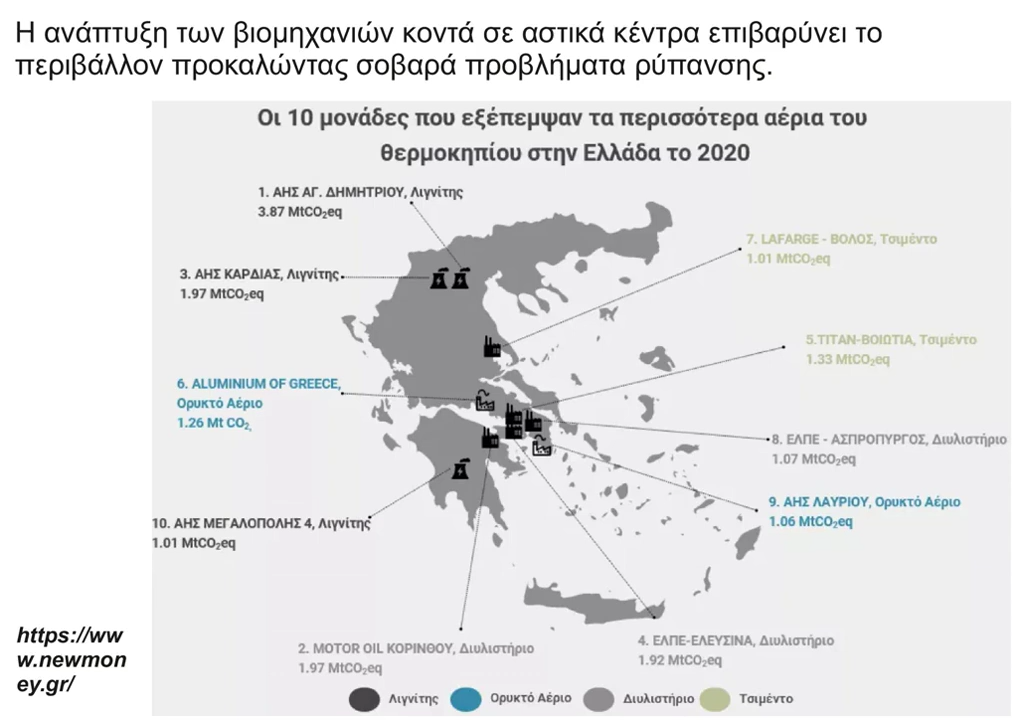 Η ανάπτυξη των βιομηχανιών κοντά σε αστικά κέντρα επιβαρύνει το
περιβάλλον προκαλώντας σοβαρά προβλήματα ρύπανσης.
Οι 10 μονάδες που εξέπεμψαν τα περισσότερα αέρια του
θερμοκηπίου στην Ελλάδα το 2020
1. ΑΗΣ ΑΓ. ΔΗΜΗΤΡΙΟΥ, Λιγνίτης
3.87 MtCO₂eq
7. LAFARGE - ΒΟΛΟΣ, Τσιμέντο
1.01 MtCO₂eq
3. ΑΗΣ ΚΑΡΔΙΑΣ, Λιγνίτης
1.97 MtCO₂eq
5.ΤΙΤΑΝ-ΒΟΙΩΤΙΑ, Τσιμέντο
1.33 MtCO₂eq
6. ALUMINIUM OF GREECE,
Ορυκτό Αέριο
1.26 Mt CO₂
8. ΕΛΠΕ - ΑΣΠΡΟΠΥΡΓΟΣ, Διυλιστήριο
1.07 MtCO₂eq
9. ΑΗΣ ΛΑΥΡΙΟΥ, Ορυκτό Αέριο
1.06 MtCO₂eq
10. ΑΗΣ ΜΕΓΑΛΟΠΟΛΗΣ 4, Λιγνίτης
1.01 MtCO₂eq
2. MOTOR OIL ΚΟΡΙΝΘΟΥ, Διυλιστήριο
1.97 MtCO₂eq
4. ΕΛΠΕ-ΕΛΕΥΣΙΝΑ, Διυλιστήριο
1.92 MtCO₂eq
https://ww
w.newmon
ey.gr/
Λιγνίτης Ορυκτό Αέριο Διυλιστήριο Τσιμέντο